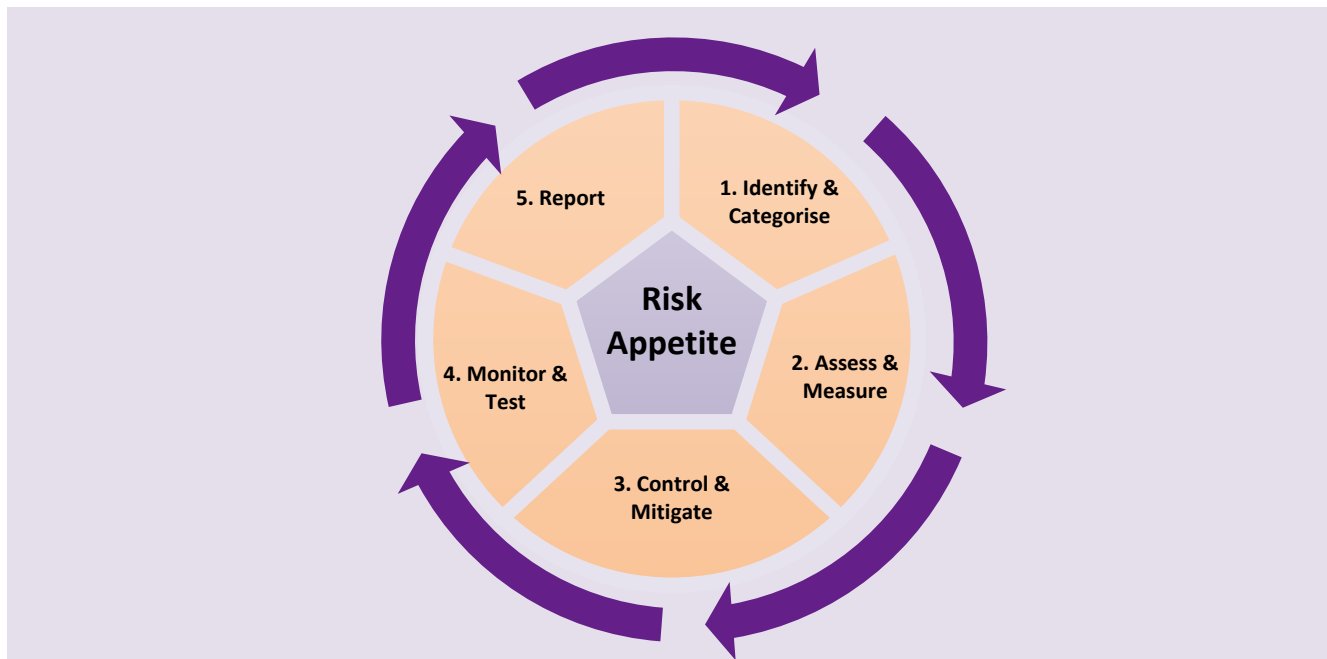 Risk
Appetite
1. Identify &
Categorise
2. Assess &
Measure
3. Control &
Mitigate
4. Monitor &
Test
5. Report